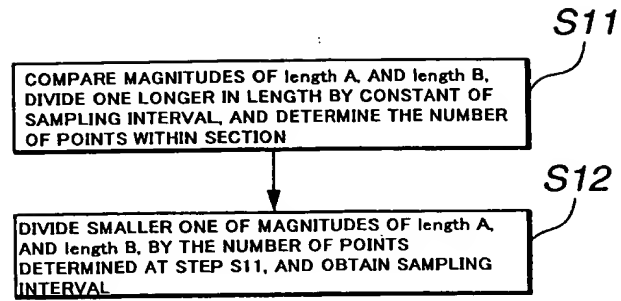 S11
COMPARE MAGNITUDES OF length A, AND length B,
DIVIDE ONE LONGER IN LENGTH BY CONSTANT OF
SAMPLING INTERVAL, AND DETERMINE THE NUMBER
OF POINTS WITHIN SECTION
S12
DIVIDE SMALLER ONE OF MAGNITUDES OF length A,
AND length B, BY THE NUMBER OF POINTS
DETERMINED AT STEP S11, AND OBTAIN SAMPLING
INTERVAL